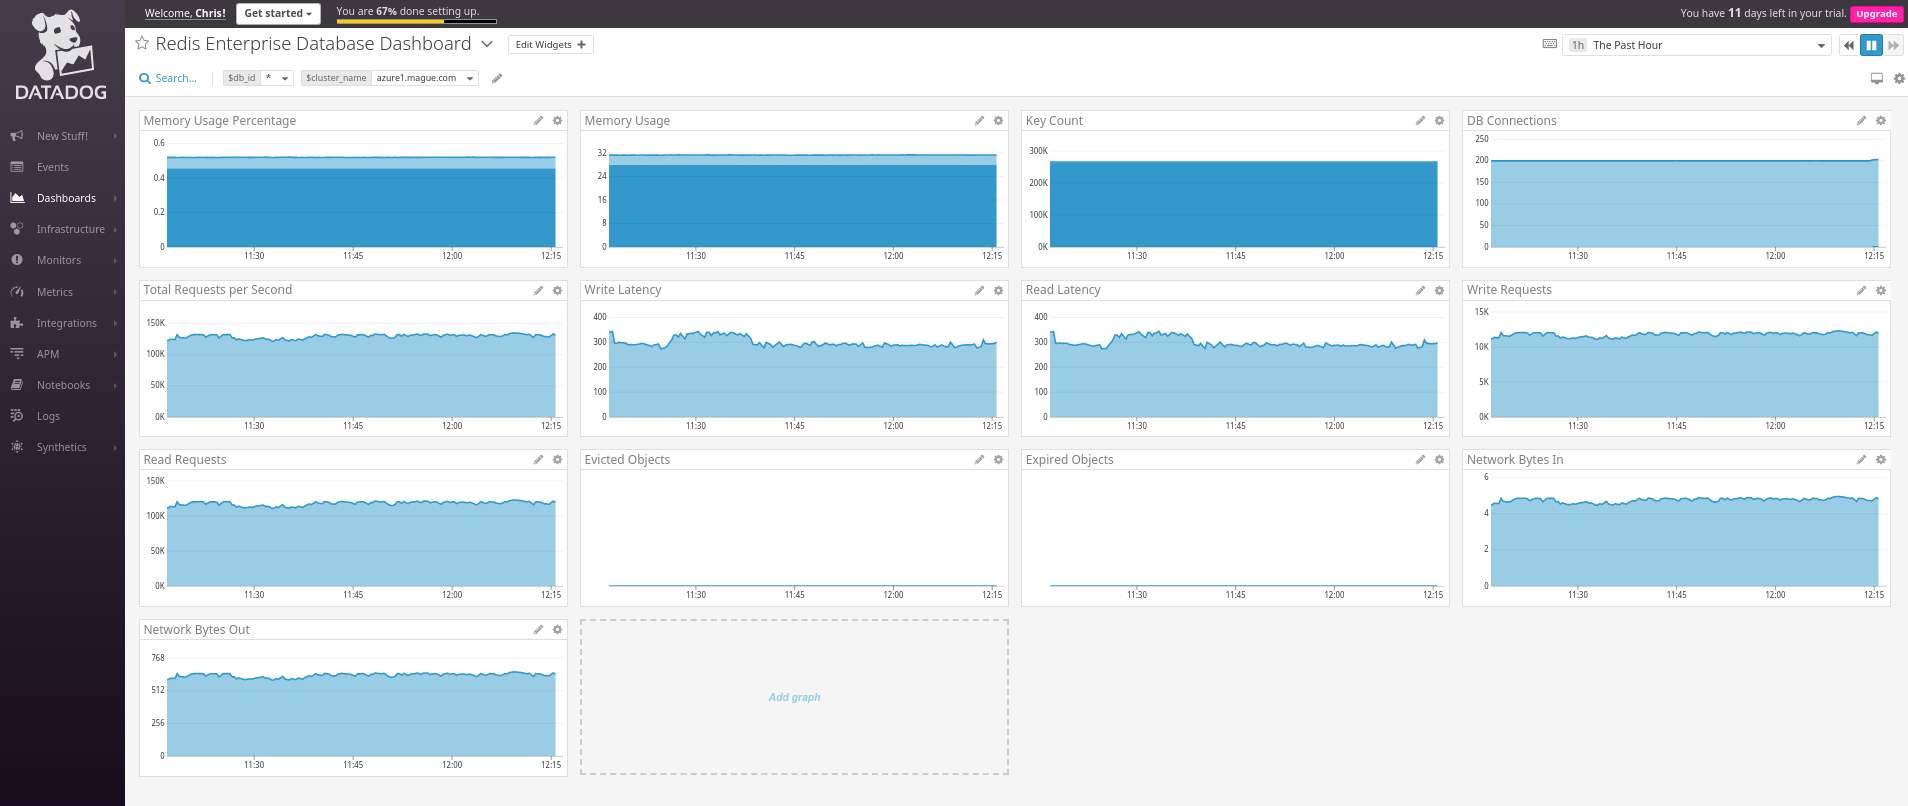 Welcome, Chris!
Get started
You are 67% done setting up.
You have 11 days left in your trial.
Upgrade
DATADOG
New Stuff!
Events
Dashboards
Infrastructure
Monitors
Metrics
Integrations
APM
Notebooks
Logs
Synthetics
Redis Enterprise Database Dashboard
Edit Widgets +
1h The Past Hour
Search...
$db_id *
$cluster_name azure1.mague.com
Memory Usage Percentage
0.6
0.4
0.2
0
11:30 11:45 12:00 12:15
Memory Usage
32
24
16
8
0
11:30 11:45 12:00 12:15
Key Count
300K
200K
100K
0K
11:30 11:45 12:00 12:15
DB Connections
250
200
150
100
50
0
11:30 11:45 12:00 12:15
Total Requests per Second
150K
100K
50K
0K
11:30 11:45 12:00 12:15
Write Latency
400
300
200
100
0
11:30 11:45 12:00 12:15
Read Latency
400
300
200
100
0
11:30 11:45 12:00 12:15
Write Requests
15K
10K
5K
0K
11:30 11:45 12:00 12:15
Read Requests
150K
100K
50K
0K
11:30 11:45 12:00 12:15
Evicted Objects
11:30 11:45 12:00 12:15
Expired Objects
11:30 11:45 12:00 12:15
Network Bytes In
6
4
2
0
11:30 11:45 12:00 12:15
Network Bytes Out
768
512
256
0
11:30 11:45 12:00 12:15
Add graph